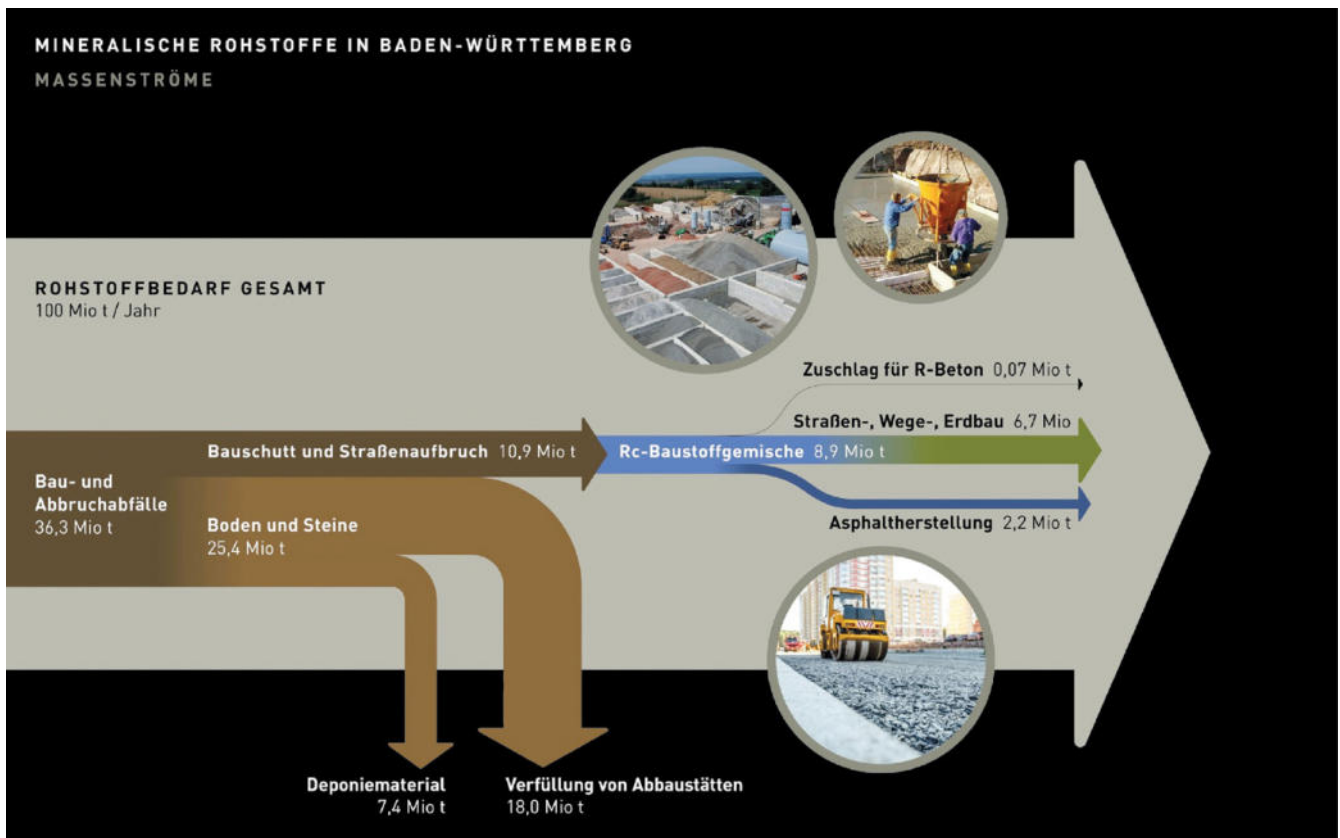 MINERALISCHE ROHSTOFFE IN BADEN-WÜRTTEMBERG
MASSENSTRÖME
ROHSTOFFBEDARF GESAMT
100 Mio t / Jahr
Zuschlag für R-Beton 0,07 Mio t
Straßen-, Wege-, Erdbau 6,7 Mio
Bauschutt und Straßenaufbruch 10,9 Mio t
Rc-Baustoffgemische 8,9 Mio t
Bau- und
Abbruchabfälle
36,3 Mio t
Boden und Steine
25,4 Mio t
Asphaltherstellung 2,2 Mio t
Deponiematerial
7,4 Mio t
Verfüllung von Abbaustätten
18,0 Mio t